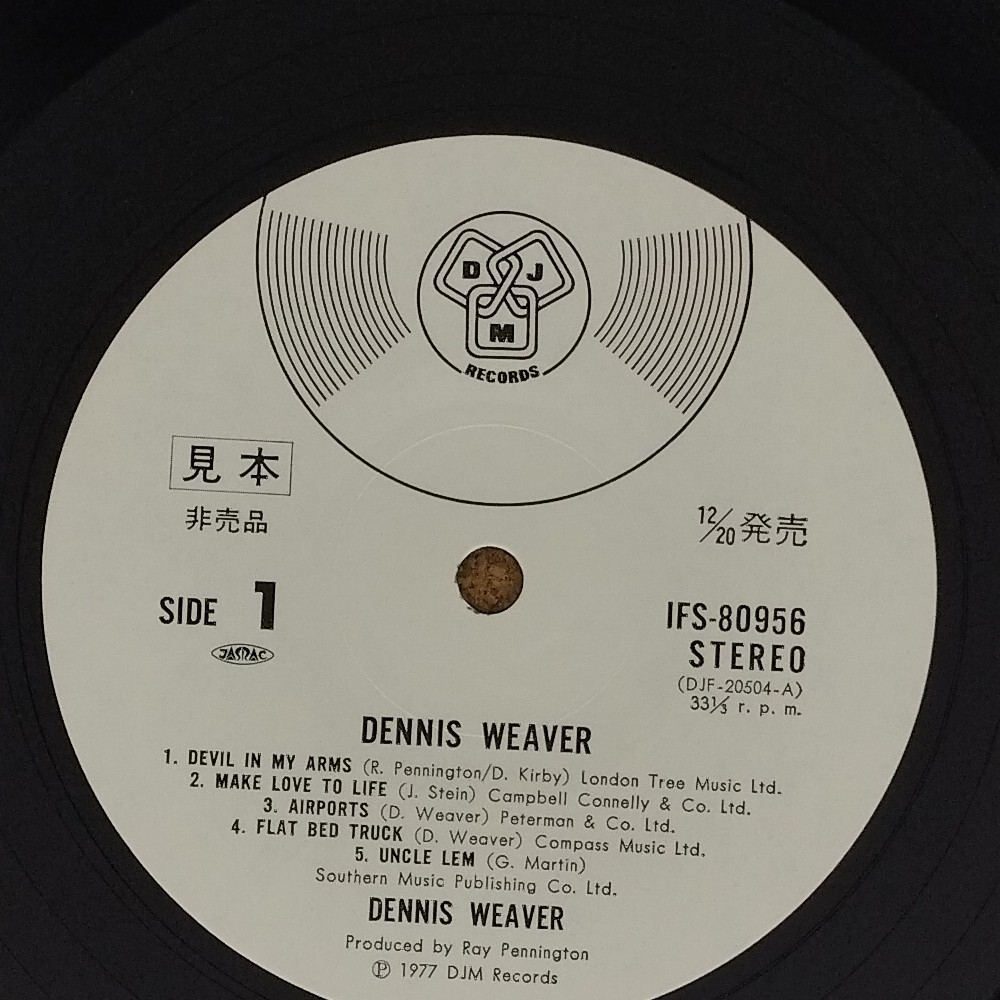 D J
M
RECORDS
見本
非売品
12/20発売
SIDE 1
JASRAC
IFS-80956
STEREO
(DJF-20504-A)
33⅓ r. p. m.
DENNIS WEAVER
1. DEVIL IN MY ARMS (R. Pennington/D. Kirby) London Tree Music Ltd.
2. MAKE LOVE TO LIFE (J. Stein) Campbell Connelly & Co. Ltd.
3. AIRPORTS (D. Weaver) Peterman & Co. Ltd.
4. FLAT BED TRUCK (D. Weaver) Compass Music Ltd.
5. UNCLE LEM (G. Martin)
Southern Music Publishing Co. Ltd.
DENNIS WEAVER
Produced by Ray Pennington
Ⓟ 1977 DJM Records